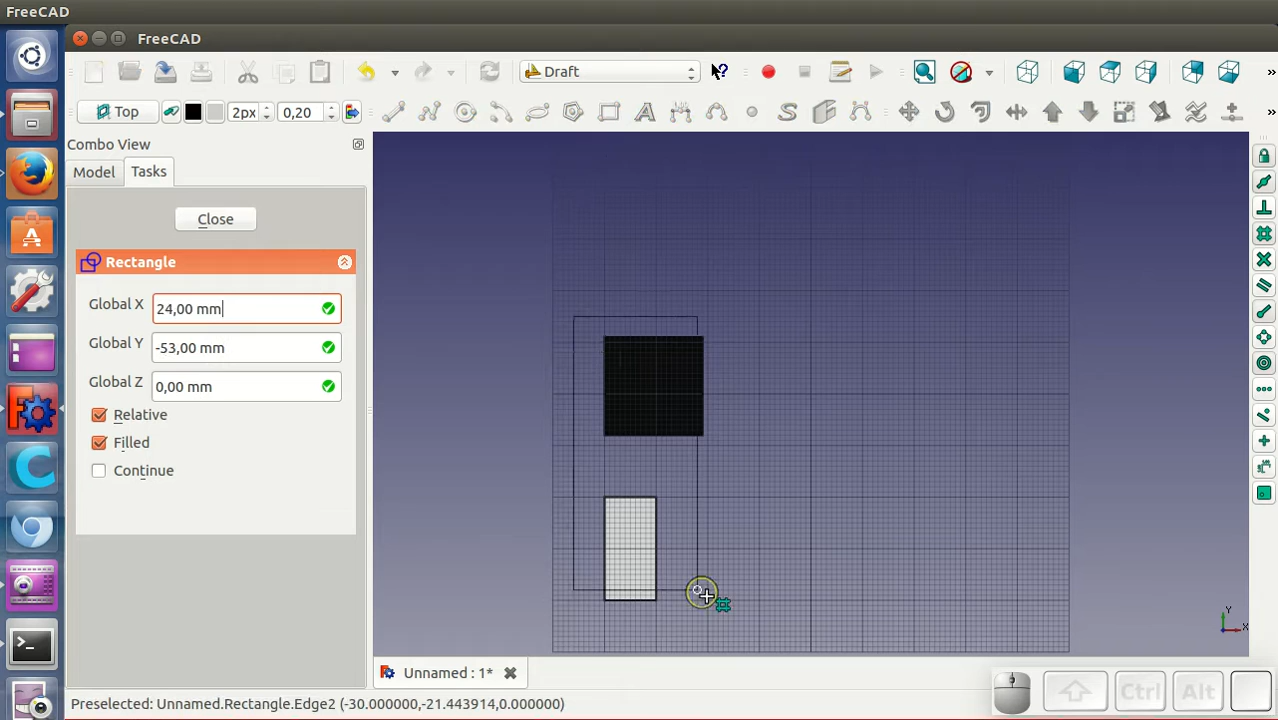 FreeCAD
FreeCAD
Draft
»
Top
2px
0,20
»
Combo View
Model
Tasks
Close
Rectangle
Global X
24,00 mm
Global Y
-53,00 mm
Global Z
0,00 mm
Relative
Filled
Continue
Y
X
Unnamed : 1*
Ctrl
Alt
Preselected: Unnamed.Rectangle.Edge2 (-30.000000,-21.443914,0.000000)